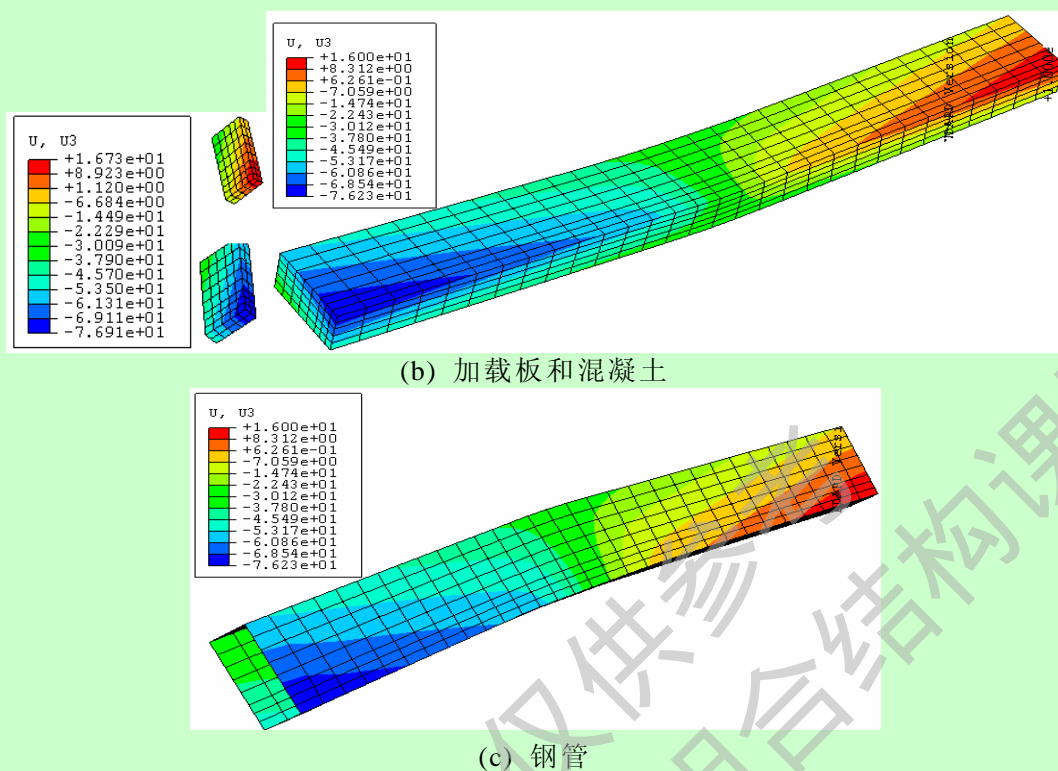 U, U3
+1.600e+01
+8.312e+00
+6.261e-01
-7.059e+00
-1.474e+01
-2.243e+01
-3.012e+01
-3.780e+01
-4.549e+01
-5.317e+01
-6.086e+01
-6.854e+01
-7.623e+01
U, U3
+1.673e+01
+8.923e+00
+1.120e+00
-6.684e+00
-1.449e+01
-2.229e+01
-3.009e+01
-3.790e+01
-4.570e+01
-5.350e+01
-6.131e+01
-6.911e+01
-7.691e+01
Version
(b) 加载板和混凝土
U, U3
+1.600e+01
+8.312e+00
+6.261e-01
-7.059e+00
-1.474e+01
-2.243e+01
-3.012e+01
-3.780e+01
-4.549e+01
-5.317e+01
-6.086e+01
-6.854e+01
-7.623e+01
Versi
(c) 钢管
仅供参考
组合结构课